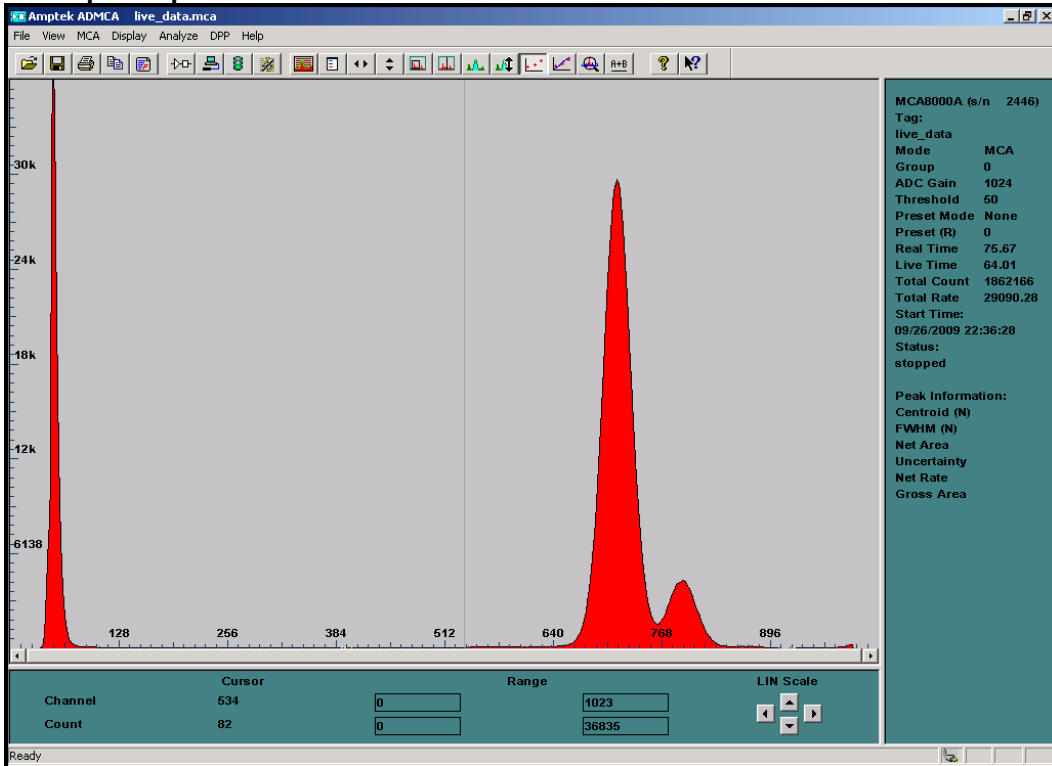 Amptek ADMCA live_data.mca
File View MCA Display Analyze DPP Help
A+B
MCA8000A (s/n 2446)
Tag:
live_data
Mode MCA
Group 0
ADC Gain 1024
Threshold 50
Preset Mode None
Preset (R) 0
Real Time 75.67
Live Time 64.01
Total Count 1862166
Total Rate 29090.28
Start Time:
09/26/2009 22:36:28
Status:
stopped
Peak Information:
Centroid (N)
FWHM (N)
Net Area
Uncertainty
Net Rate
Gross Area
30k
24k
18k
12k
6138
128 256 384 512 640 768 896
Cursor Range LIN Scale
Channel 534 0 1023
Count 82 0 36835
Ready